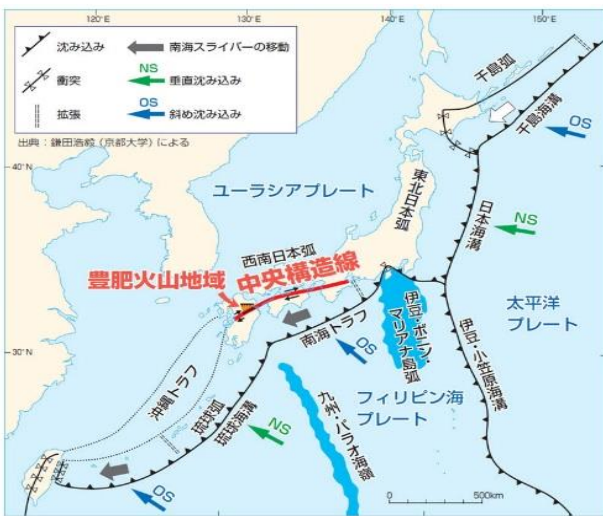 120°E
130°E
140°E
150°E
沈み込み
南海スライバーの移動
衝突
NS
垂直沈み込み
拡張
OS
斜め沈み込み
出典:鎌田浩毅(京都大学)による
千島弧
千島海溝
OS
40°N
ユーラシアプレート
東北日本弧
日本海溝
NS
西南日本弧
豊肥火山地域
中央構造線
太平洋
プレート
30°N
南海トラフ
OS
伊豆・ボニン・
マリアナ島弧
伊豆・小笠原海溝
沖縄トラフ
琉球弧
琉球海溝
NS
九州・パラオ海嶺
フィリピン海
プレート
OS
0
500km